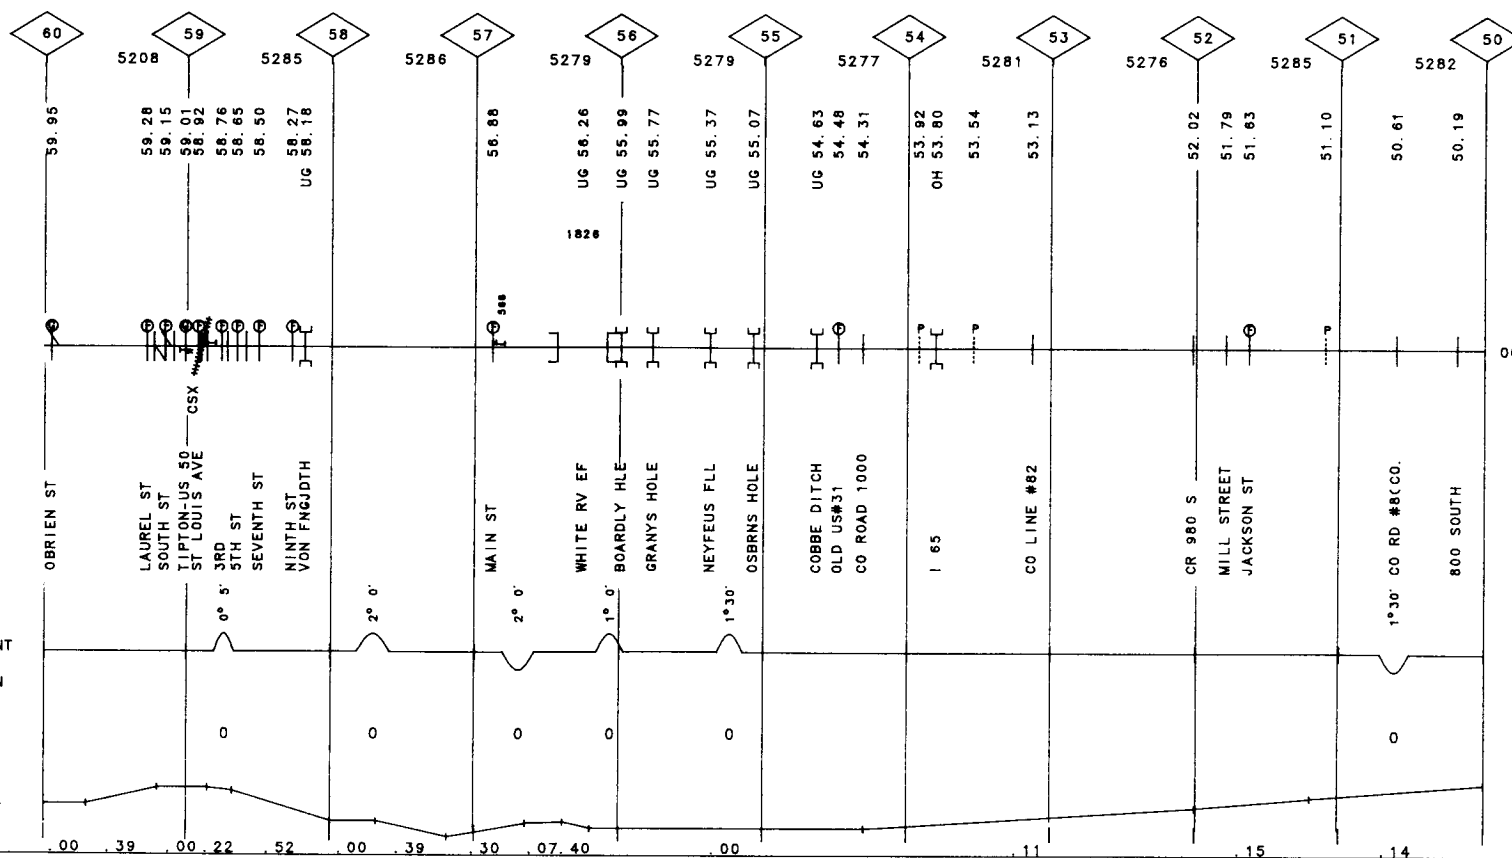 60 59 58 57 56 55 54 53 52 51 50
5208 5285 5286 5279 5279 5277 5281 5276 5285 5282
59.95
59.28
59.15
59.01
58.92
58.76
58.65
58.50
58.27
UG 58.18
56.88
UG 56.26
UG 55.99
UG 55.77
UG 55.37
UG 55.07
UG 54.63
54.48
54.31
53.92
OH 53.80
53.54
53.13
52.02
51.79
51.63
51.10
50.61
50.19
1826
566
P P P
CSX
OBRIEN ST
LAUREL ST
SOUTH ST
TIPTON-US 50
ST LOUIS AVE
3RD
5TH ST
SEVENTH ST
NINTH ST
VON FNGJDTH
MAIN ST
WHITE RV EF
BOARDLY HLE
GRANYS HOLE
NEYFEUS FLL
OSBRNS HOLE
COBBE DITCH
OLD US#31
CO ROAD 1000
I 65
CO LINE #82
CR 980 S
MILL STREET
JACKSON ST
CO RD #8(CO.
800 SOUTH
0° 5' 2° 0' 2° 0' 1° 0' 1°30' 1°30'
NT
0 0 0 0 0 0
.00 .39 .00 .22 .52 .00 .39 .30 .07 .40 .00 .11 .15 .14